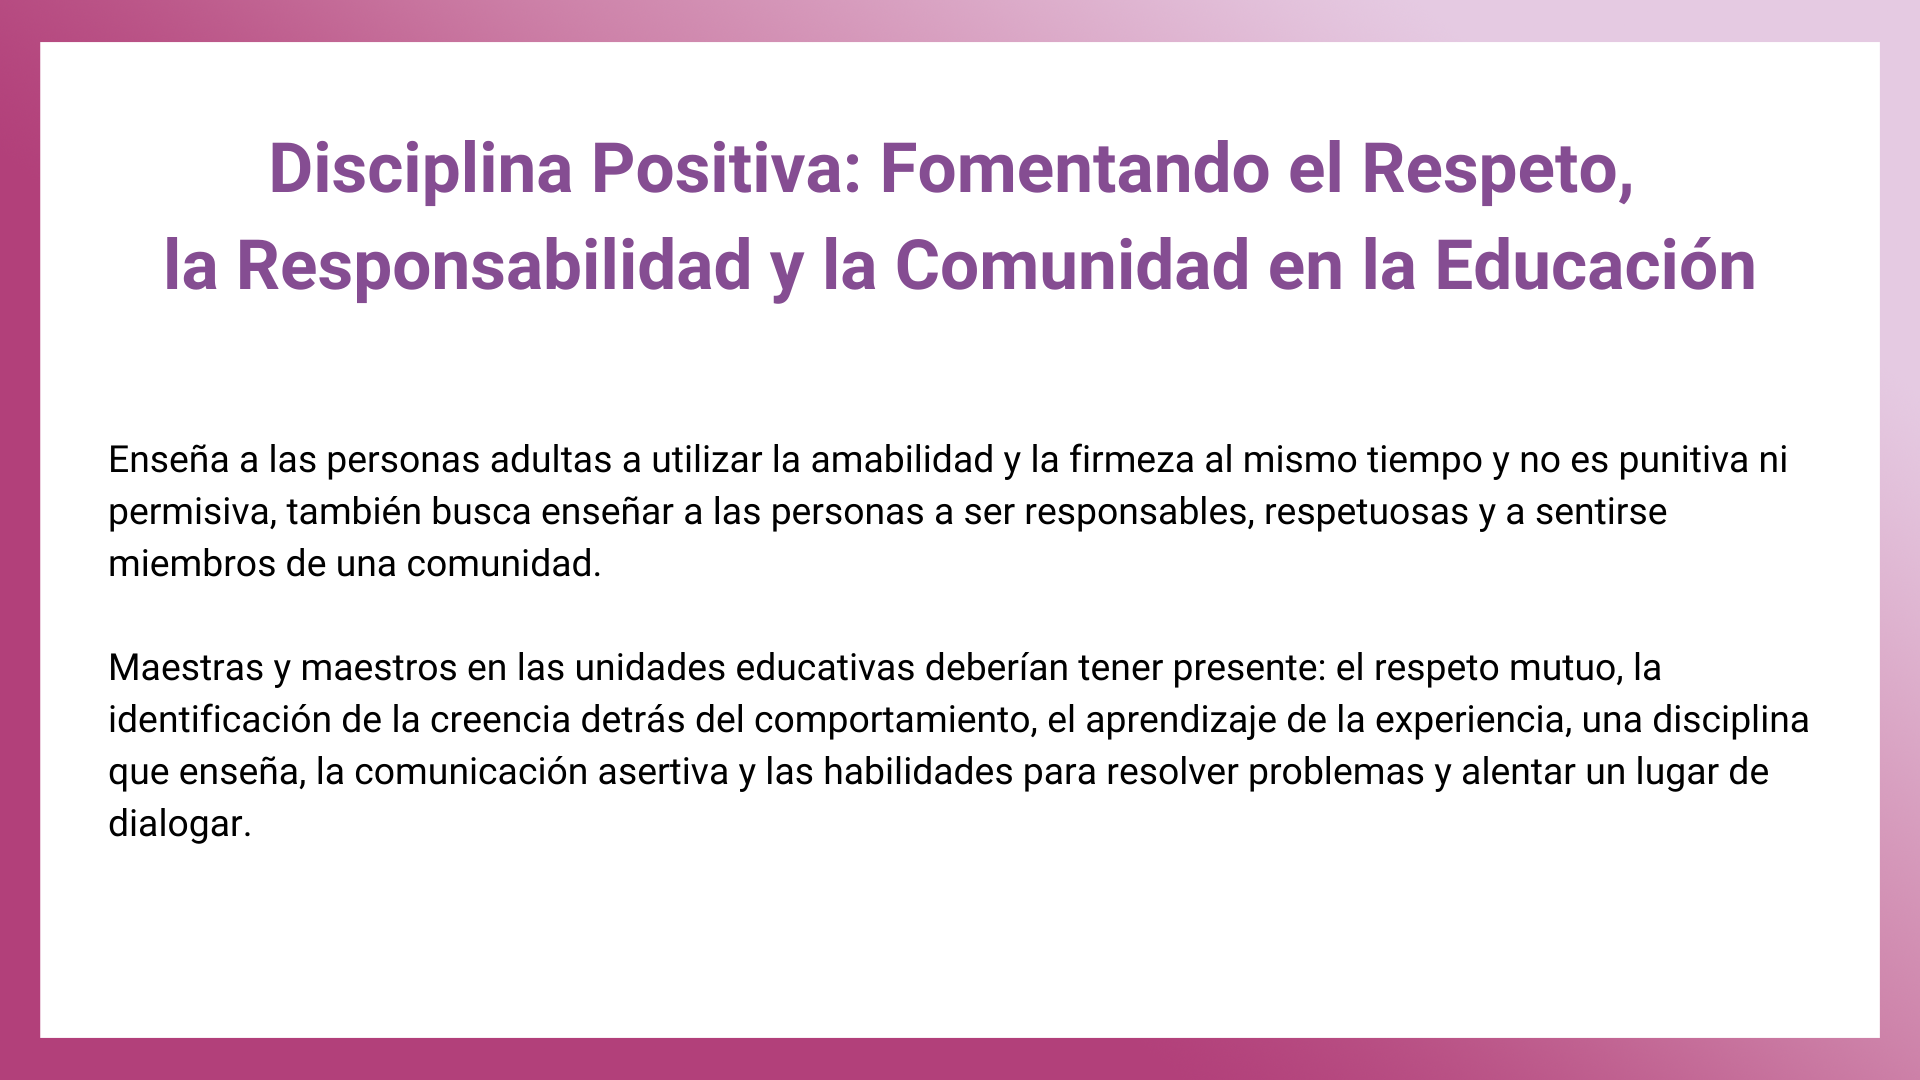 Disciplina Positiva: Fomentando el Respeto,
la Responsabilidad y la Comunidad en la Educación
Enseña a las personas adultas a utilizar la amabilidad y la firmeza al mismo tiempo y no es punitiva ni
permisiva, también busca enseñar a las personas a ser responsables, respetuosas y a sentirse
miembros de una comunidad.
Maestras y maestros en las unidades educativas deberían tener presente: el respeto mutuo, la
identificación de la creencia detrás del comportamiento, el aprendizaje de la experiencia, una disciplina
que enseña, la comunicación asertiva y las habilidades para resolver problemas y alentar un lugar de
dialogar.